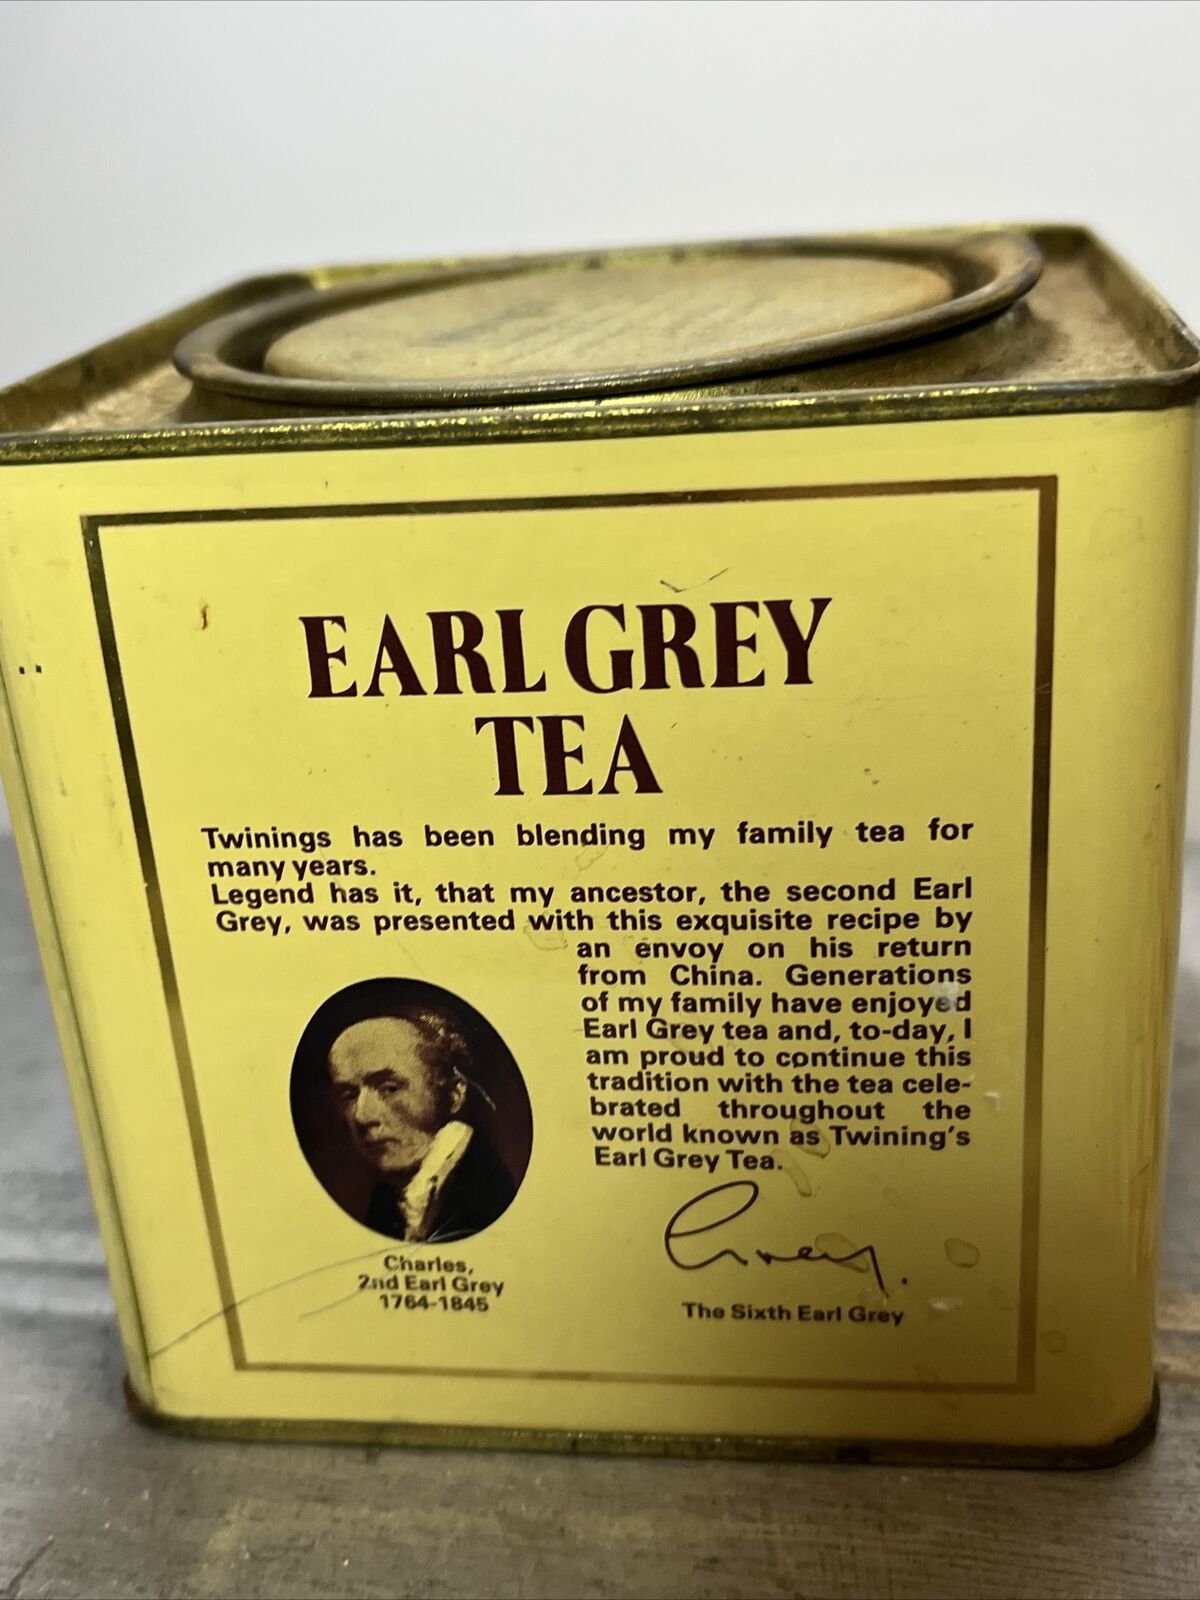 EARL GREY
TEA
Twinings has been blending my family tea for
many years.
Legend has it, that my ancestor, the second Earl
Grey, was presented with this exquisite recipe by
an envoy on his return
from China. Generations
of my family have enjoyed
Earl Grey tea and, to-day, I
am proud to continue this
tradition with the tea cele-
brated throughout the
world known as Twining's
Earl Grey Tea.
Charles,
2nd Earl Grey
1764-1845
Grey.
The Sixth Earl Grey